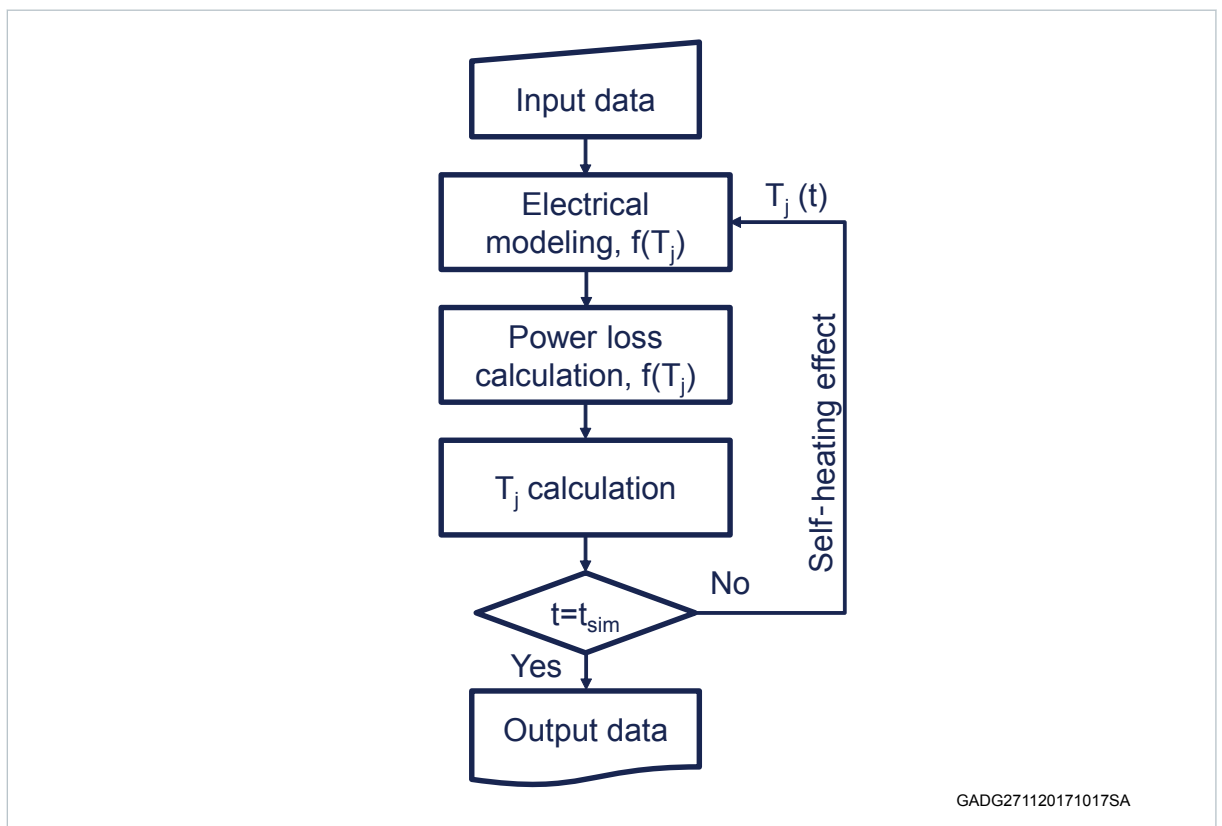 Input data
Electrical
modeling, f(Tj)
Tj (t)
Power loss
calculation, f(Tj)
Self-heating effect
Tj calculation
t=tsim
No
Yes
Output data
GADG271120171017SA